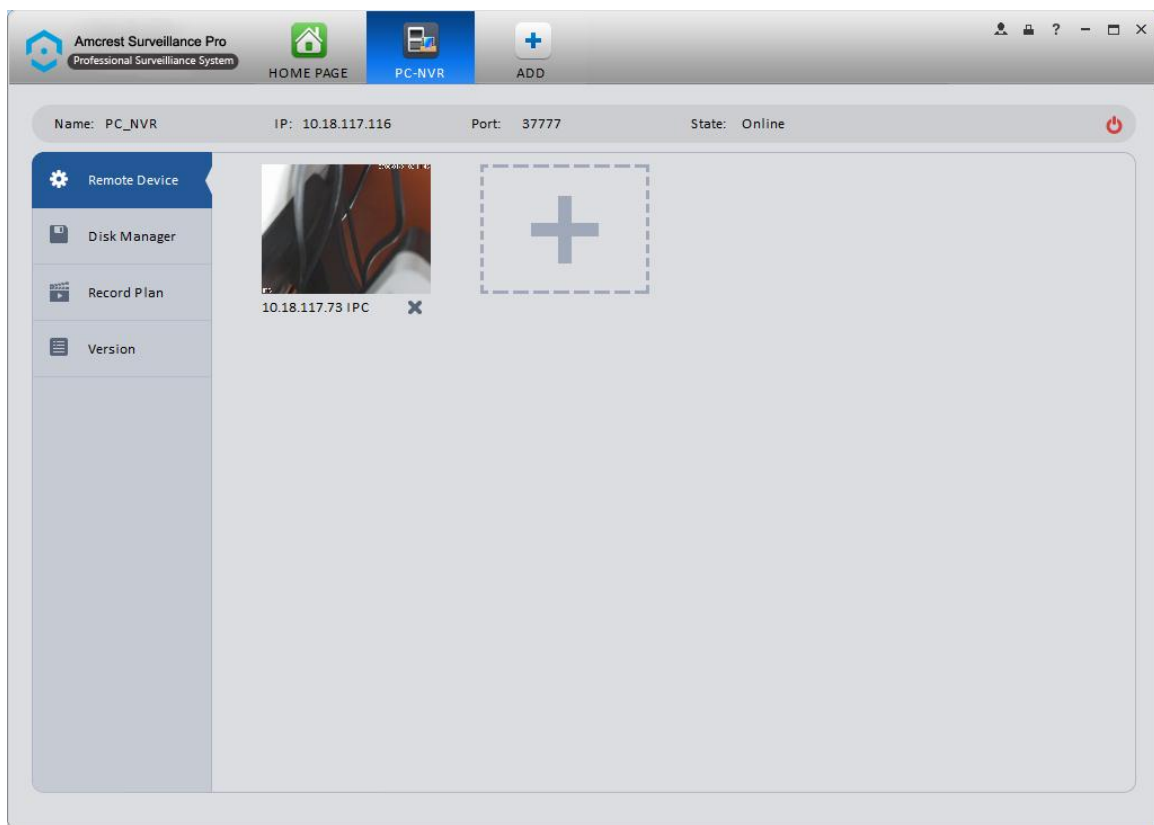 Amcrest Surveillance Pro
Professional Surveillance System
HOME PAGE
PC-NVR
ADD
?
Name: PC_NVR IP: 10.18.117.116 Port: 37777 State: Online
Remote Device
Disk Manager
Record Plan
Version
10.18.117.73 IPC